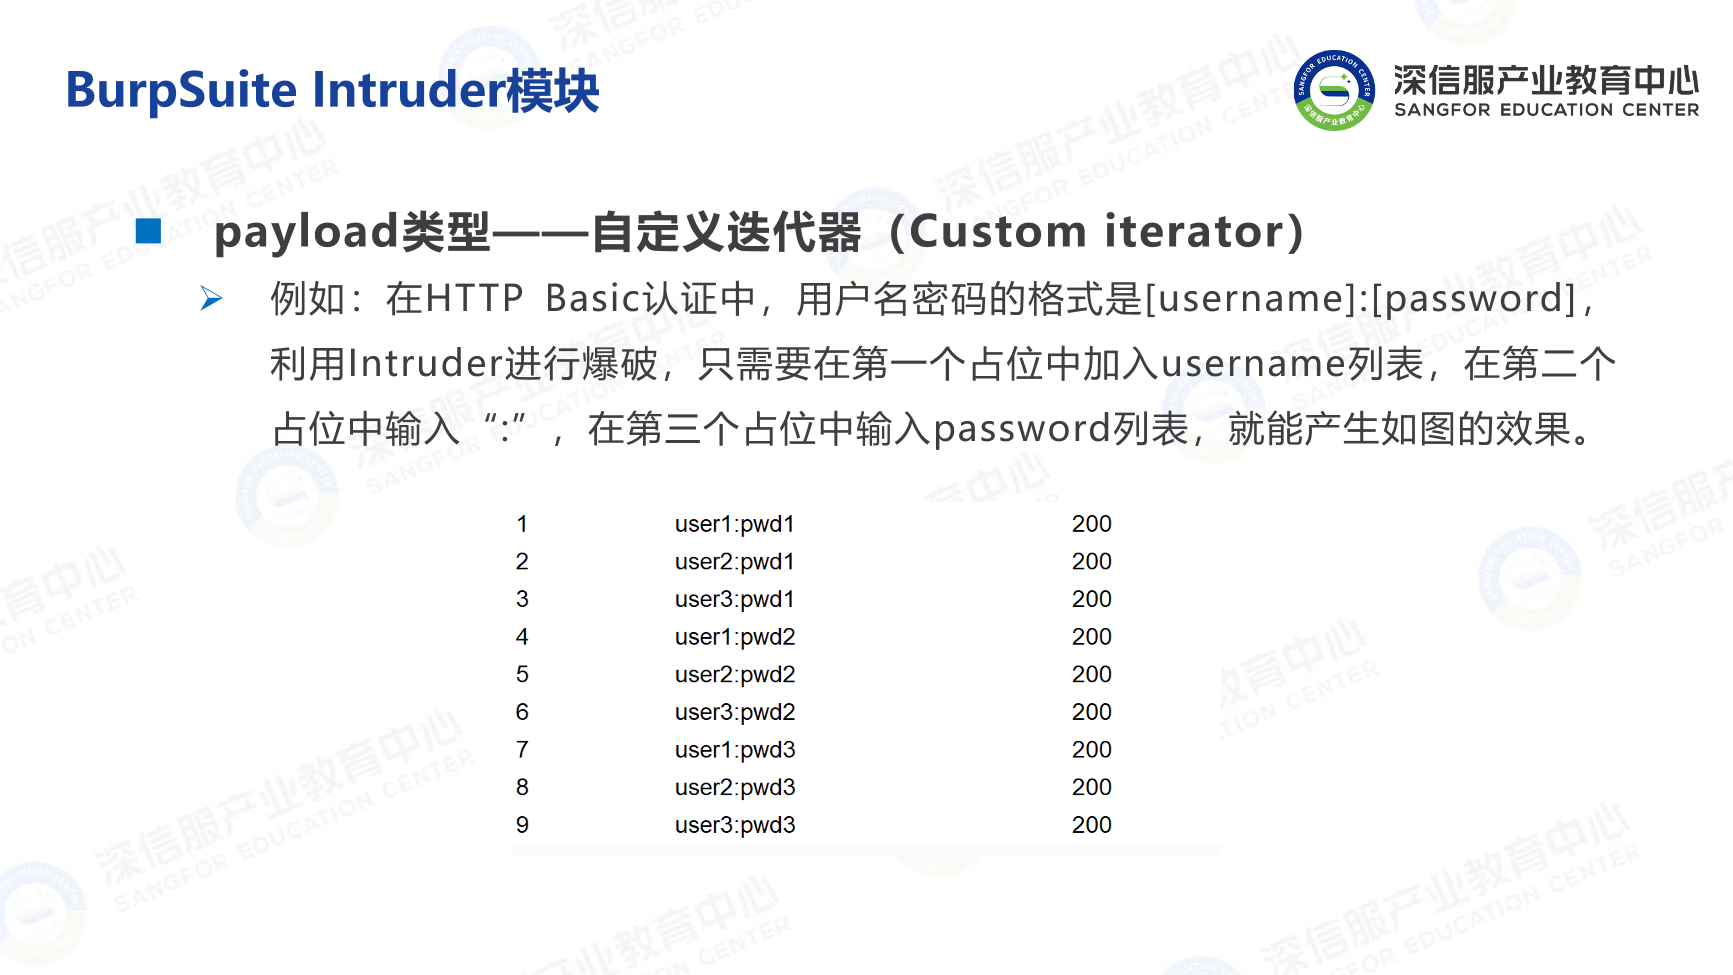 BurpSuite Intruder模块
深信服产业教育中心
SANGFOR EDUCATION CENTER
payload类型——自定义迭代器（Custom iterator）
例如：在HTTP Basic认证中，用户名密码的格式是[username]:[password]，
利用Intruder进行爆破，只需要在第一个占位中加入username列表，在第二个
占位中输入“:”，在第三个占位中输入password列表，就能产生如图的效果。
1 user1:pwd1 200
2 user2:pwd1 200
3 user3:pwd1 200
4 user1:pwd2 200
5 user2:pwd2 200
6 user3:pwd2 200
7 user1:pwd3 200
8 user2:pwd3 200
9 user3:pwd3 200